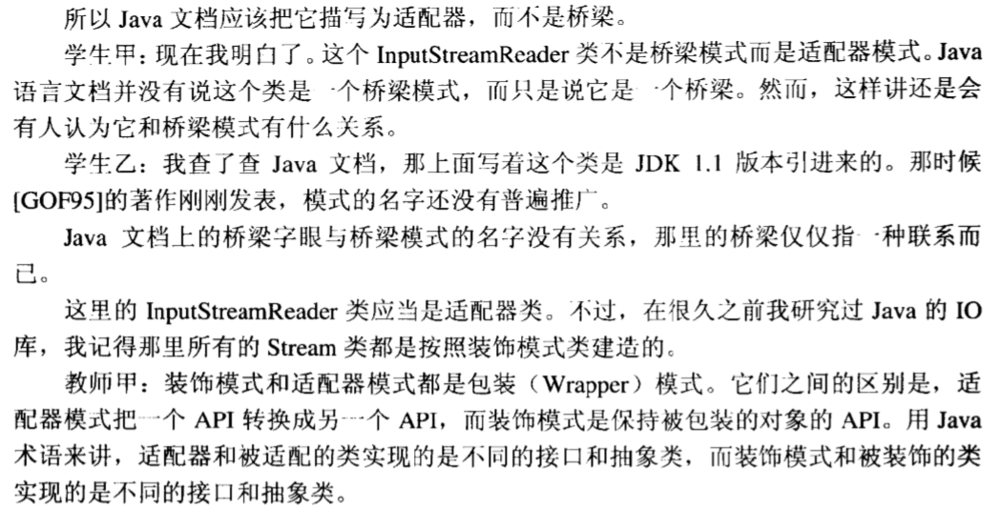 所以 Java 文档应该把它描写为适配器，而不是桥梁。
学生甲：现在我明白了。这个 InputStreamReader 类不是桥梁模式而是适配器模式。Java
语言文档并没有说这个类是一个桥梁模式，而只是说它是一个桥梁。然而，这样讲还是会
有人认为它和桥梁模式有什么关系。
学生乙：我查了查 Java 文档，那上面写着这个类是 JDK 1.1 版本引进来的。那时候
[GOF95]的著作刚刚发表，模式的名字还没有普遍推广。
Java 文档上的桥梁字眼与桥梁模式的名字没有关系，那里的桥梁仅仅指一种联系而
已。
这里的 InputStreamReader 类应当是适配器类。不过，在很久之前我研究过 Java 的 IO
库，我记得那里所有的 Stream 类都是按照装饰模式类建造的。
教师甲：装饰模式和适配器模式都是包装（Wrapper）模式。它们之间的区别是，适
配器模式把一个 API 转换成另一个 API，而装饰模式是保持被包装的对象的 API。用 Java
术语来讲，适配器和被适配的类实现的是不同的接口和抽象类，而装饰模式和被装饰的类
实现的是不同的接口和抽象类。